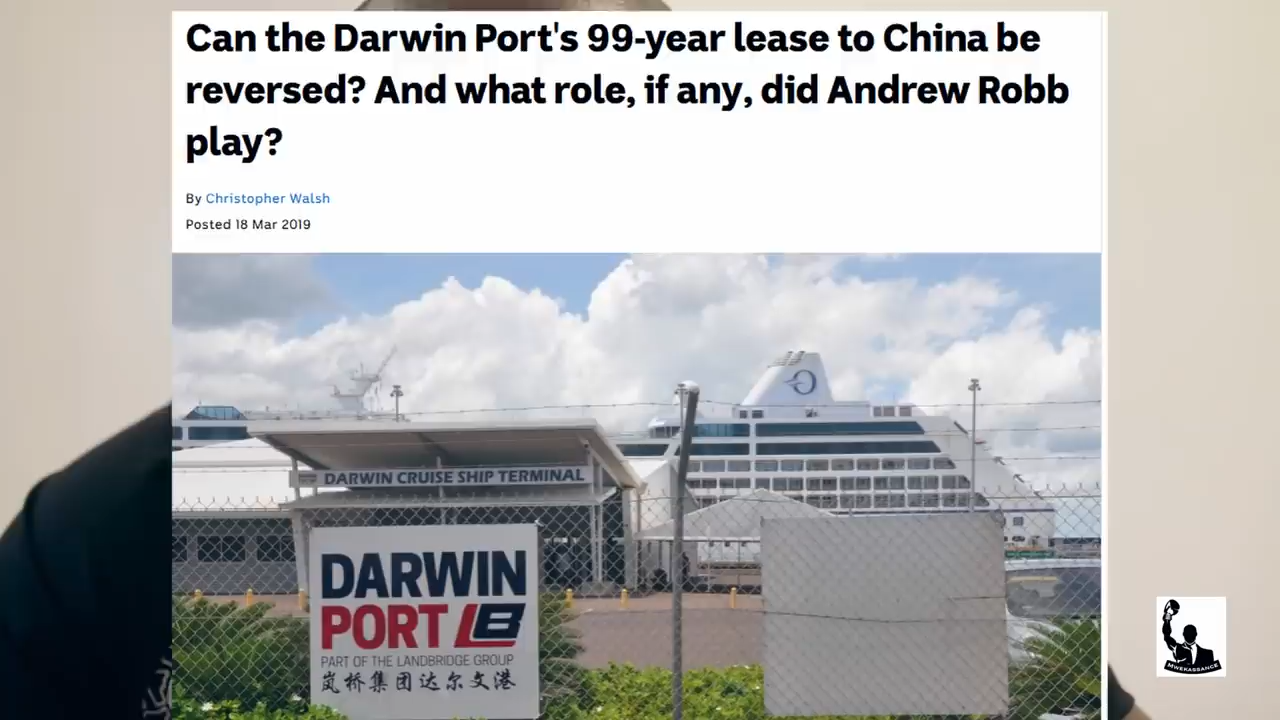 Can the Darwin Port's 99-year lease to China be
reversed? And what role, if any, did Andrew Robb
play?
By Christopher Walsh
Posted 18 Mar 2019
DARWIN CRUISE SHIP TERMINAL
DARWIN
PORT LB
PART OF THE LANDBRIDGE GROUP
岚桥集团达尔文港
MWEKASSANCE